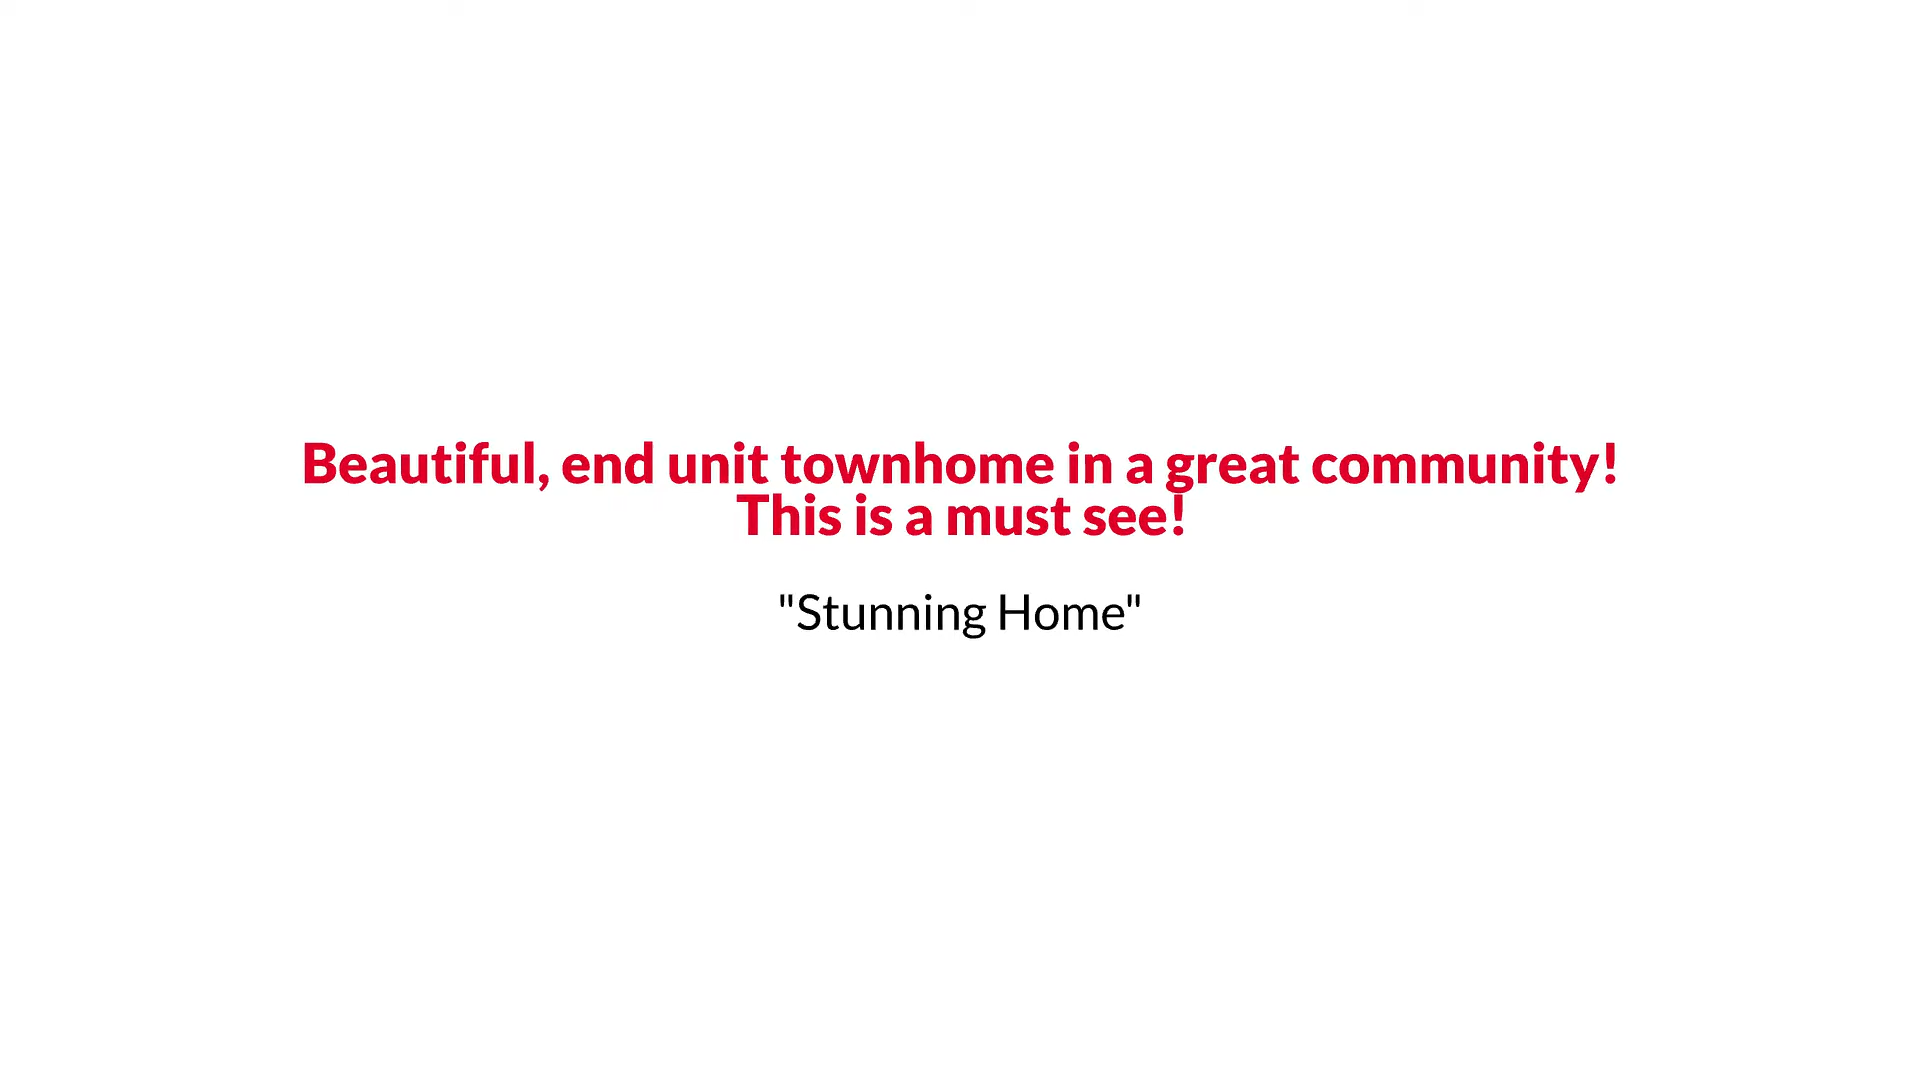 Beautiful, end unit townhome in a great community!
This is a must see!
"Stunning Home"